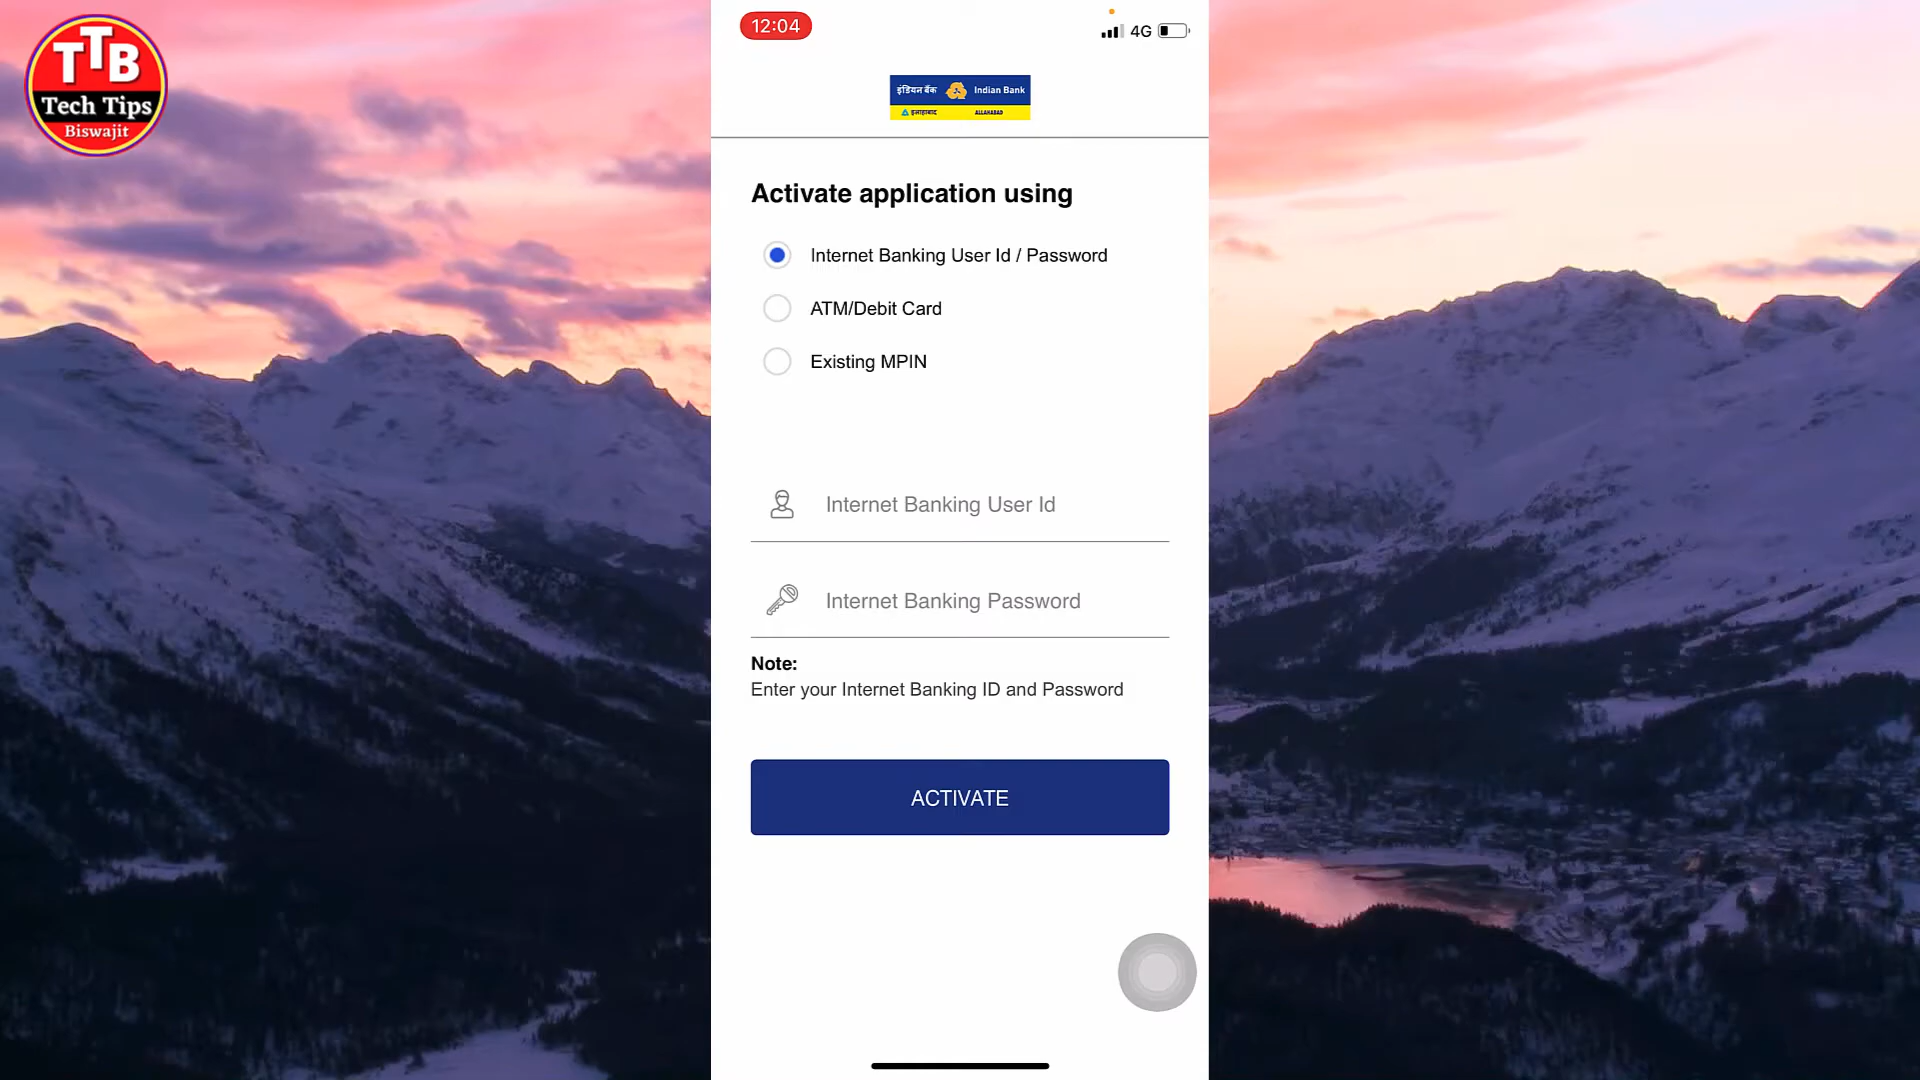 TTB
Tech Tips
Biswajit
12:04
4G
इंडियन बैंक Indian Bank
इलाहाबाद ALLAHABAD
Activate application using
Internet Banking User Id / Password
ATM/Debit Card
Existing MPIN
Internet Banking User Id
Internet Banking Password
Note:
Enter your Internet Banking ID and Password
ACTIVATE